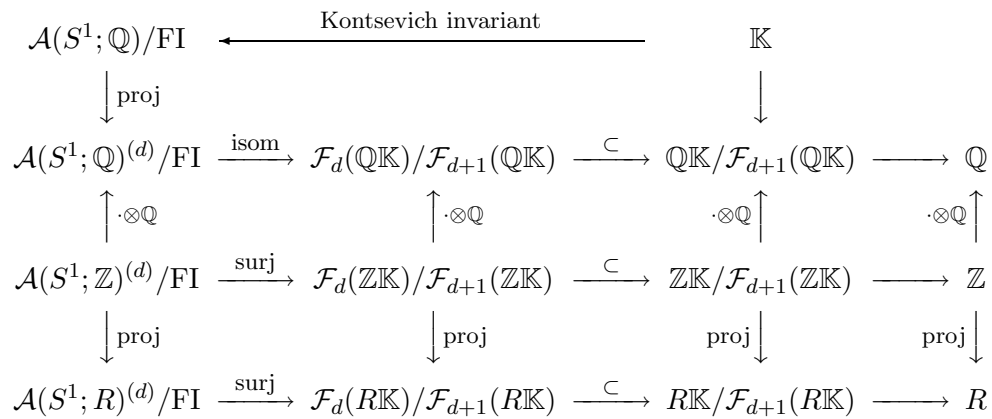 Kontsevich invariant
𝒜(S¹; ℚ)/FI ⟵ 𝕂
proj
𝒜(S¹; ℚ)⁽ᵈ⁾/FI ⟶ isom ℱ_d(ℚ𝕂)/ℱ_{d+1}(ℚ𝕂) ⟶ ⊂ ℚ𝕂/ℱ_{d+1}(ℚ𝕂) ⟶ ℚ
·⊗ℚ ·⊗ℚ ·⊗ℚ ·⊗ℚ
𝒜(S¹; ℤ)⁽ᵈ⁾/FI ⟶ surj ℱ_d(ℤ𝕂)/ℱ_{d+1}(ℤ𝕂) ⟶ ⊂ ℤ𝕂/ℱ_{d+1}(ℤ𝕂) ⟶ ℤ
proj proj proj proj
𝒜(S¹; R)⁽ᵈ⁾/FI ⟶ surj ℱ_d(R𝕂)/ℱ_{d+1}(R𝕂) ⟶ ⊂ R𝕂/ℱ_{d+1}(R𝕂) ⟶ R